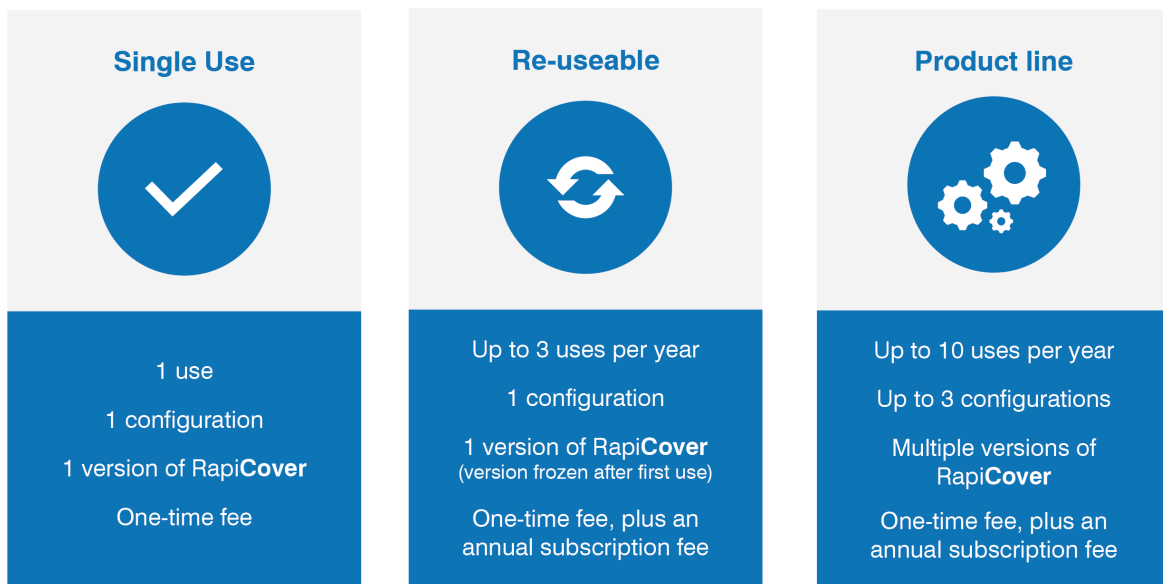 Single Use
1 use
1 configuration
1 version of RapiCover
One-time fee
Re-useable
Up to 3 uses per year
1 configuration
1 version of RapiCover
(version frozen after first use)
One-time fee, plus an
annual subscription fee
Product line
Up to 10 uses per year
Up to 3 configurations
Multiple versions of
RapiCover
One-time fee, plus an
annual subscription fee